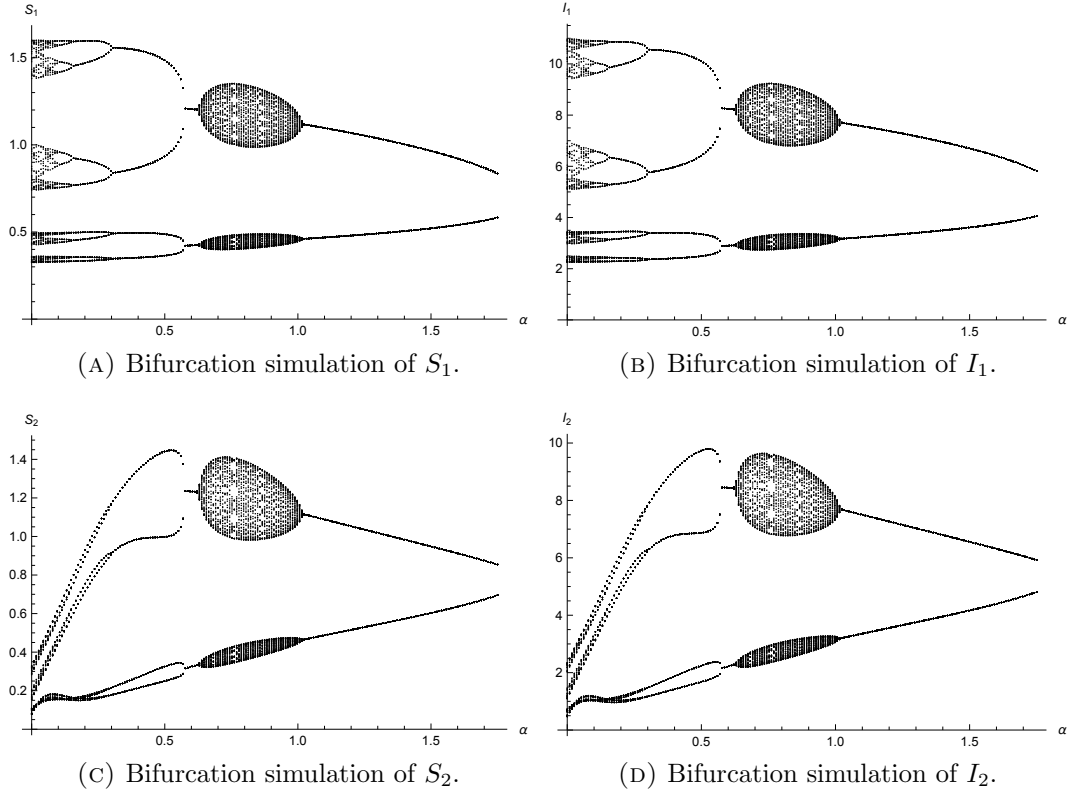 S₁
1.5
1.0
0.5
0.5 1.0 1.5 α
(A) Bifurcation simulation of S₁.
I₁
10
8
6
4
2
0.5 1.0 1.5 α
(B) Bifurcation simulation of I₁.
S₂
1.4
1.2
1.0
0.8
0.6
0.4
0.2
0.5 1.0 1.5 α
(C) Bifurcation simulation of S₂.
I₂
10
8
6
4
2
0.5 1.0 1.5 α
(D) Bifurcation simulation of I₂.